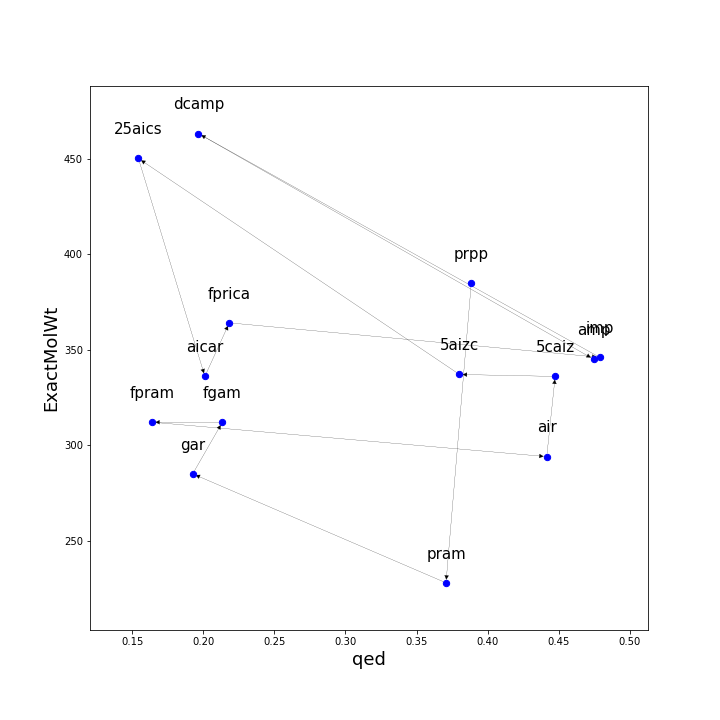 dcamp
25aics
450
prpp
400
fprica
imp
amp
aicar
5aizc
5caiz
350
fpram
fgam
air
gar
300
pram
250
ExactMolWt
0.15 0.20 0.25 0.30 0.35 0.40 0.45 0.50
qed